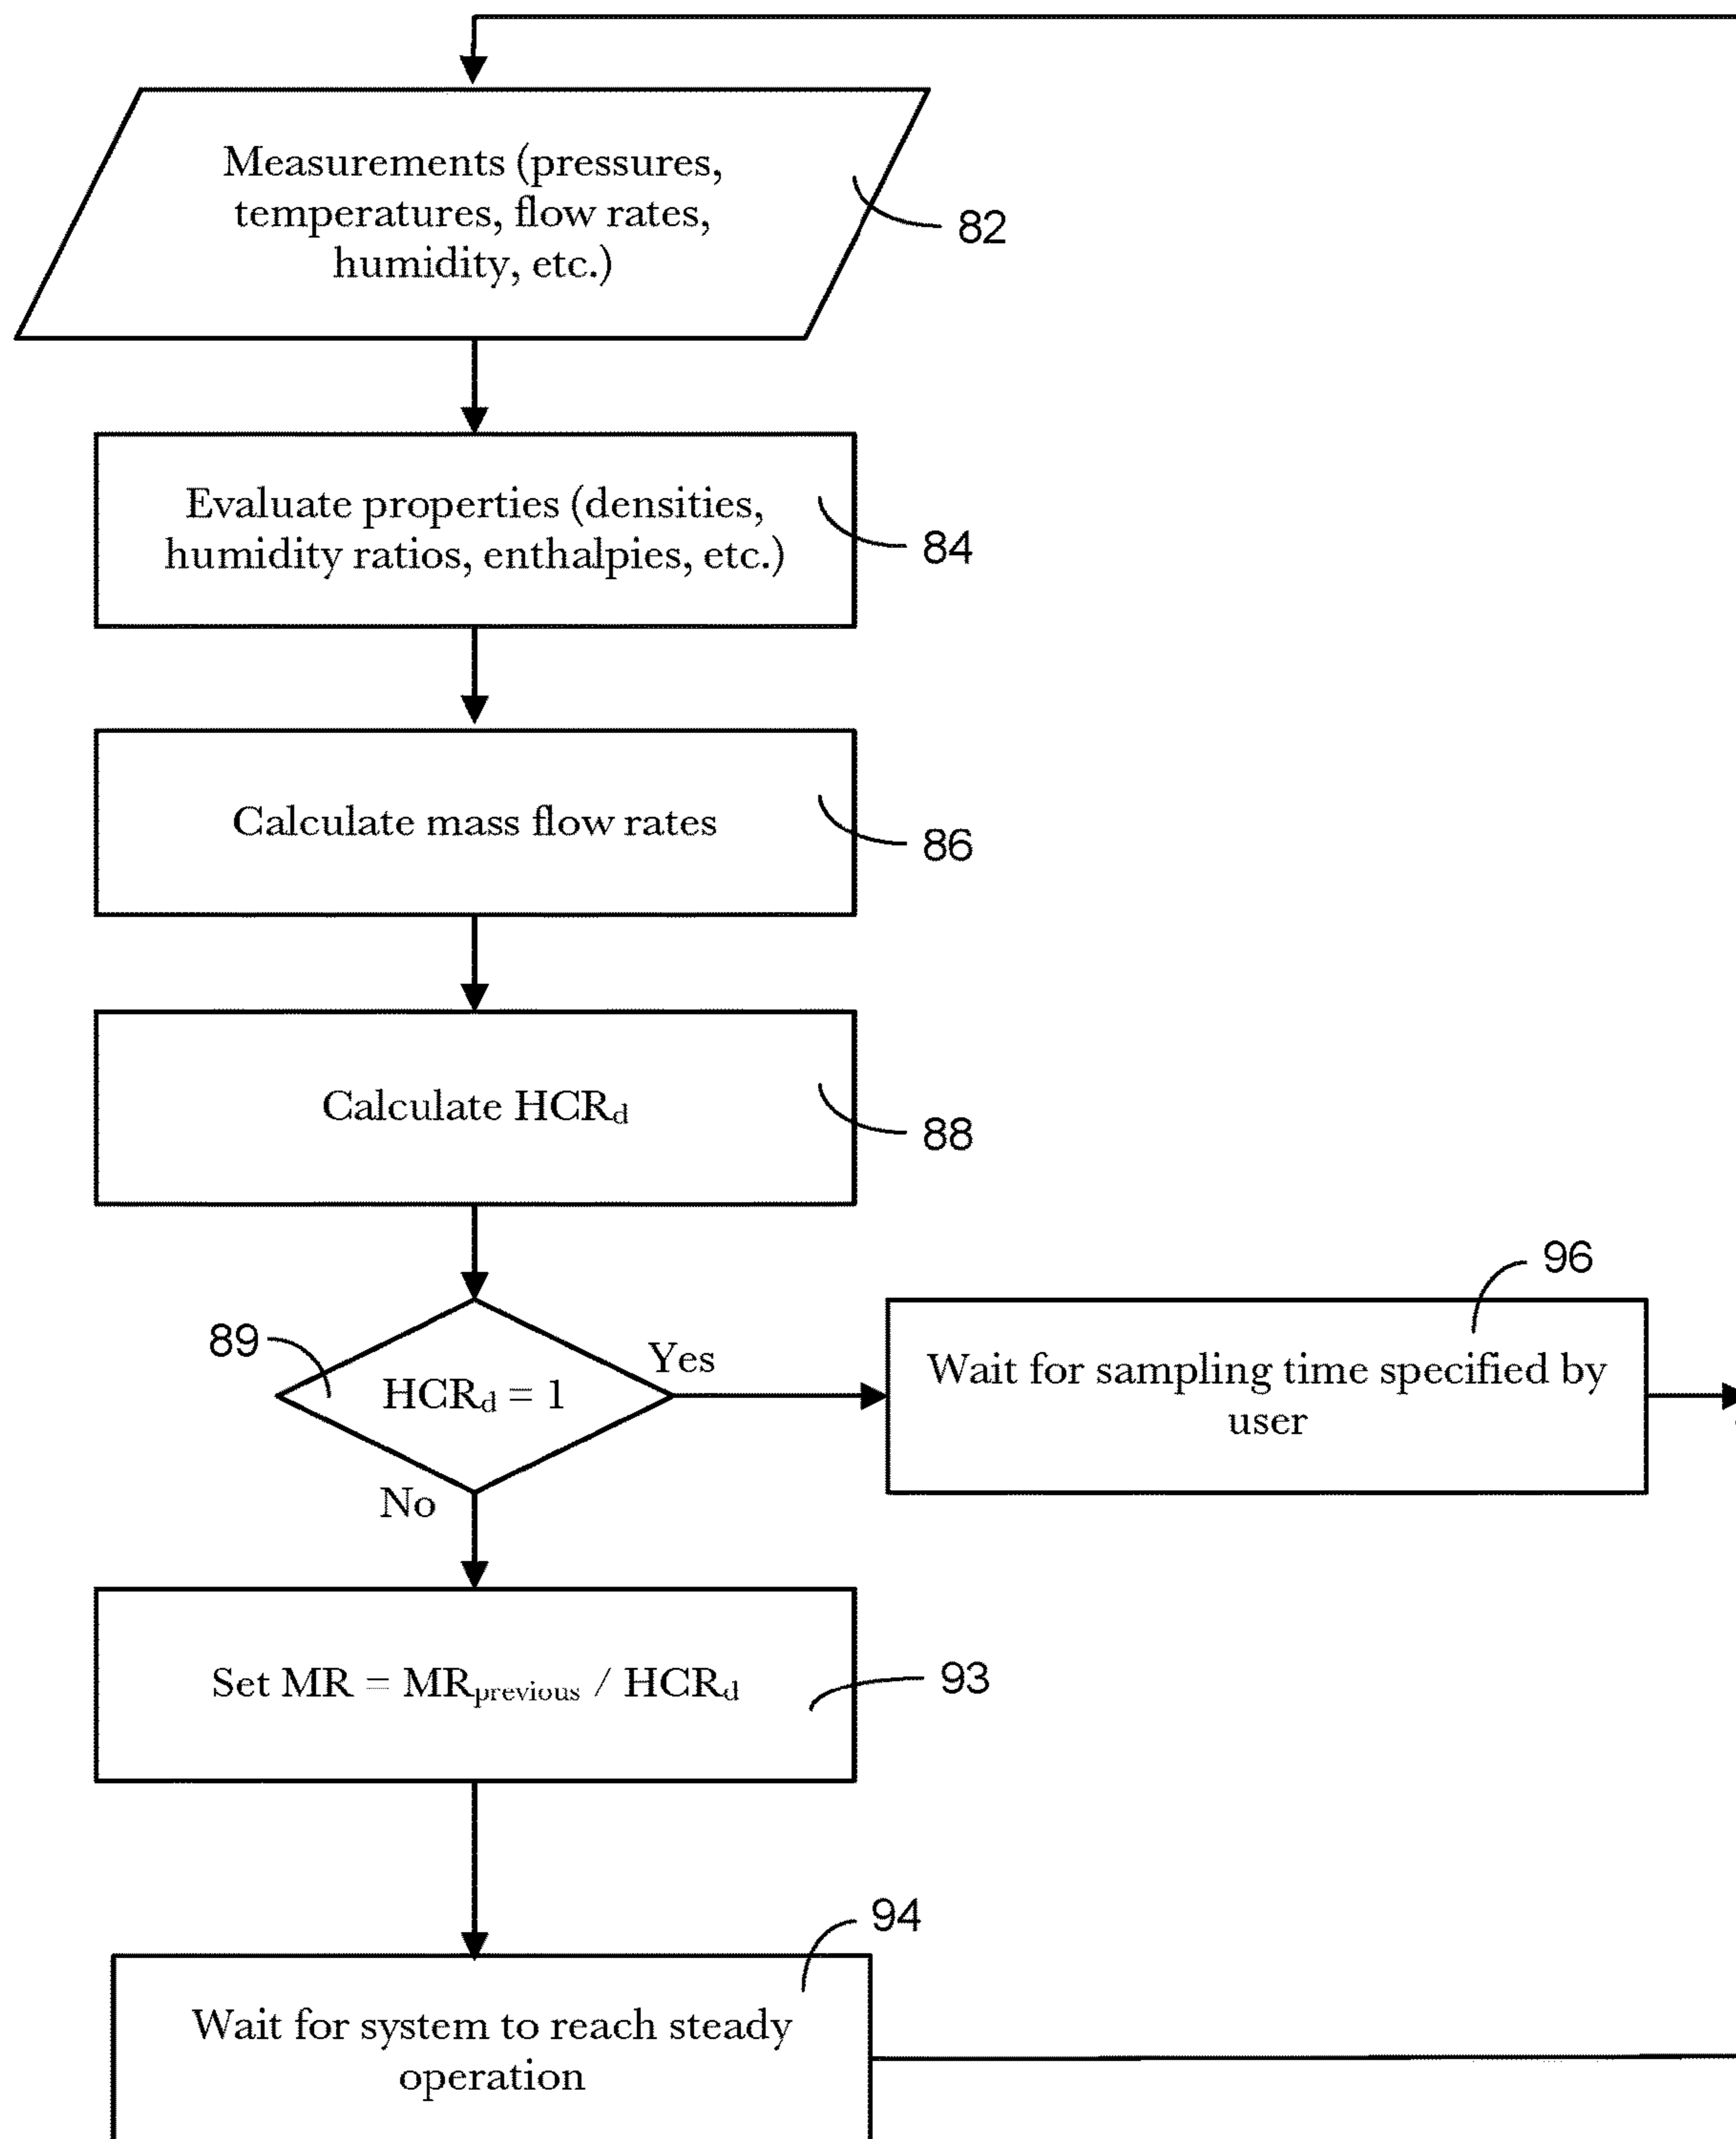 Measurements (pressures,
temperatures, flow rates,
humidity, etc.)
82
Evaluate properties (densities,
humidity ratios, enthalpies, etc.)
84
Calculate mass flow rates
86
Calculate HCRd
88
89
HCRd = 1
Yes
No
96
Wait for sampling time specified by
user
Set MR = MRprevious / HCRd
93
94
Wait for system to reach steady
operation